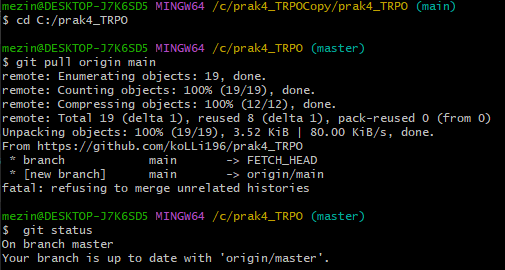 mezin@DESKTOP-J7K6SD5 MINGW64 /c/prak4_TRPOCopy/prak4_TRPO (main)
$ cd C:/prak4_TRPO
mezin@DESKTOP-J7K6SD5 MINGW64 /c/prak4_TRPO (master)
$ git pull origin main
remote: Enumerating objects: 19, done.
remote: Counting objects: 100% (19/19), done.
remote: Compressing objects: 100% (12/12), done.
remote: Total 19 (delta 1), reused 8 (delta 1), pack-reused 0 (from 0)
Unpacking objects: 100% (19/19), 3.52 KiB | 80.00 KiB/s, done.
From https://github.com/koLLi196/prak4_TRPO
 * branch            main       -> FETCH_HEAD
 * [new branch]      main       -> origin/main
fatal: refusing to merge unrelated histories
mezin@DESKTOP-J7K6SD5 MINGW64 /c/prak4_TRPO (master)
$  git status
On branch master
Your branch is up to date with 'origin/master'.